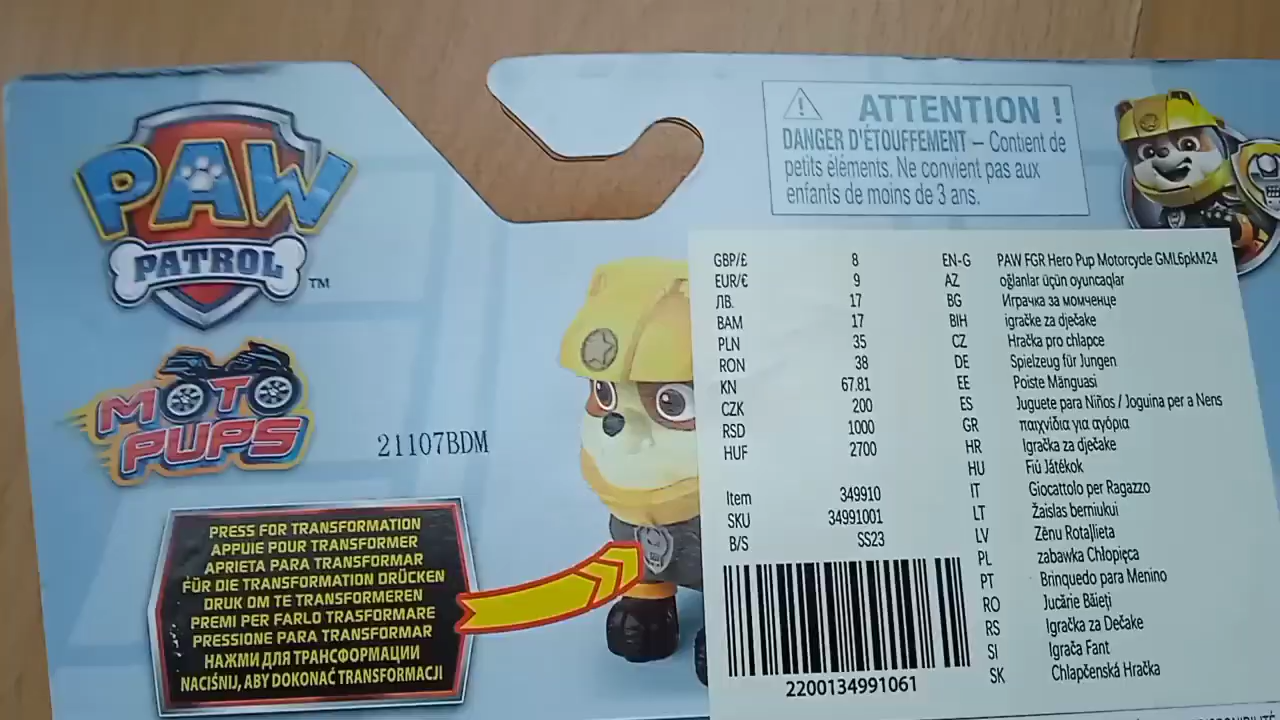 PAW
PATROL™
MOTO
PUPS
21107BDM
PRESS FOR TRANSFORMATION
APPUIE POUR TRANSFORMER
APRIETA PARA TRANSFORMAR
FÜR DIE TRANSFORMATION DRÜCKEN
DRUK OM TE TRANSFORMEREN
PREMI PER FARLO TRASFORMARE
PRESSIONE PARA TRANSFORMAR
НАЖМИ ДЛЯ ТРАНСФОРМАЦИИ
NACIŚNIJ, ABY DOKONAĆ TRANSFORMACJI
ATTENTION !
DANGER D'ÉTOUFFEMENT – Contient de
petits éléments. Ne convient pas aux
enfants de moins de 3 ans.
GBP/£ 8
EUR/€ 9
ЛВ. 17
BAM 17
PLN 35
RON 38
KN 67.81
CZK 200
RSD 1000
HUF 2700
Item 349910
SKU 34991001
B/S SS23
2200134991061
EN-G PAW FGR Hero Pup Motorcycle GML6pkM24
AZ oğlanlar üçün oyuncaqlar
BG Играчка за момченце
BIH igračke za dječake
CZ Hračka pro chlapce
DE Spielzeug für Jungen
EE Poiste Mänguasi
ES Juguete para Niños / Joguina per a Nens
GR παιχνίδια για αγόρια
HR Igračka za dječake
HU Fiú Játékok
IT Giocattolo per Ragazzo
LT Žaislas berniukui
LV Zēnu Rotaļlieta
PL zabawka Chłopięca
PT Brinquedo para Menino
RO Jucărie Băieți
RS Igračka za Dečake
SI Igrača Fant
SK Chlapčenská Hračka